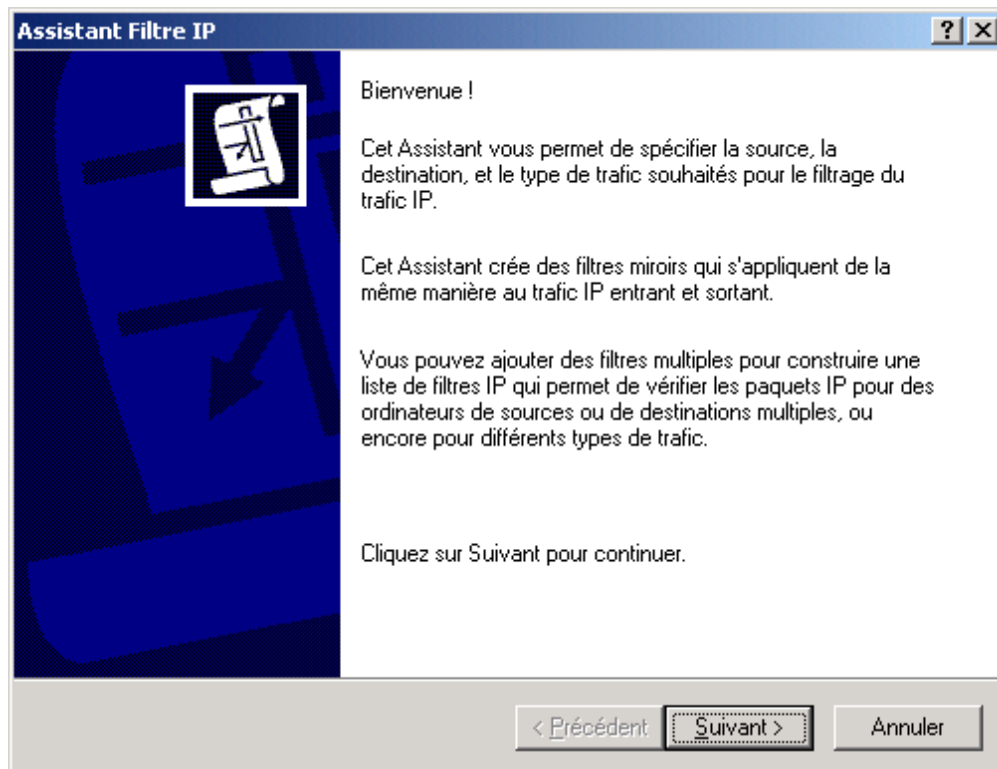 Assistant Filtre IP
Bienvenue !
Cet Assistant vous permet de spécifier la source, la
destination, et le type de trafic souhaités pour le filtrage du
trafic IP.
Cet Assistant crée des filtres miroirs qui s'appliquent de la
même manière au trafic IP entrant et sortant.
Vous pouvez ajouter des filtres multiples pour construire une
liste de filtres IP qui permet de vérifier les paquets IP pour des
ordinateurs de sources ou de destinations multiples, ou
encore pour différents types de trafic.
Cliquez sur Suivant pour continuer.
< Précédent Suivant > Annuler